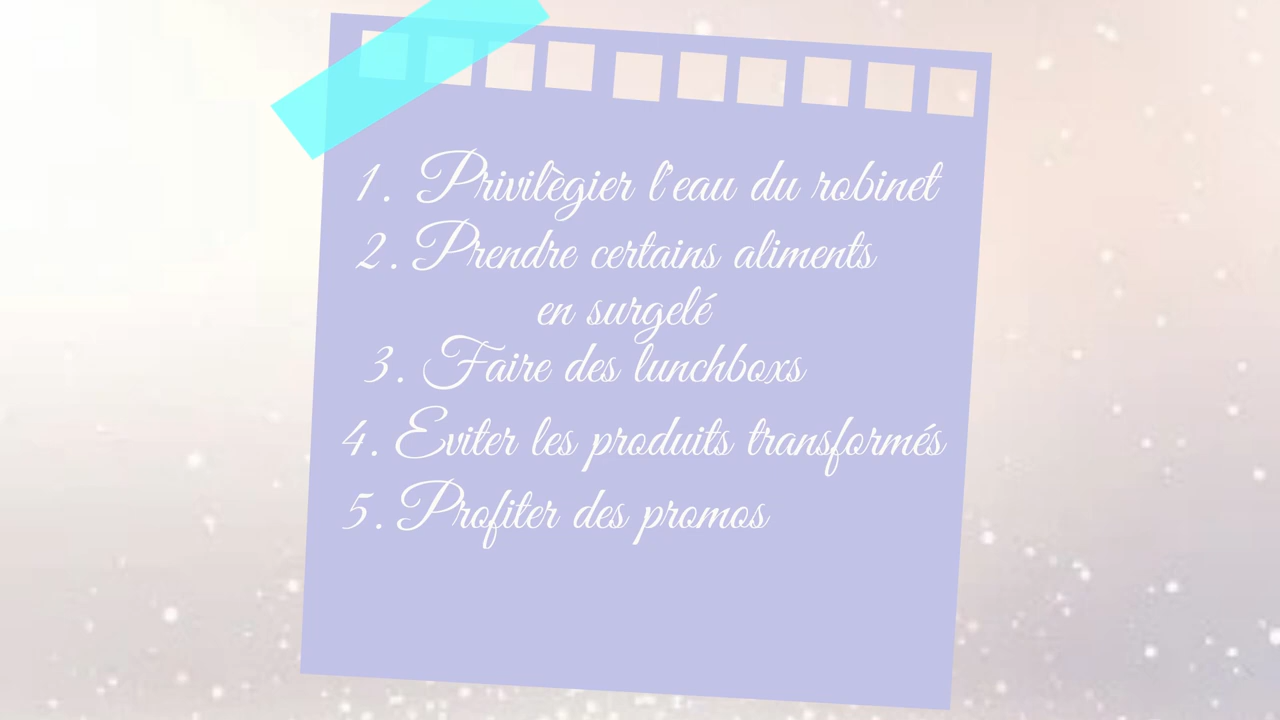 1. Privilègier l'eau du robinet
2. Prendre certains aliments
en surgelé
3. Faire des lunchboxs
4. Eviter les produits transformés
5. Profiter des promos